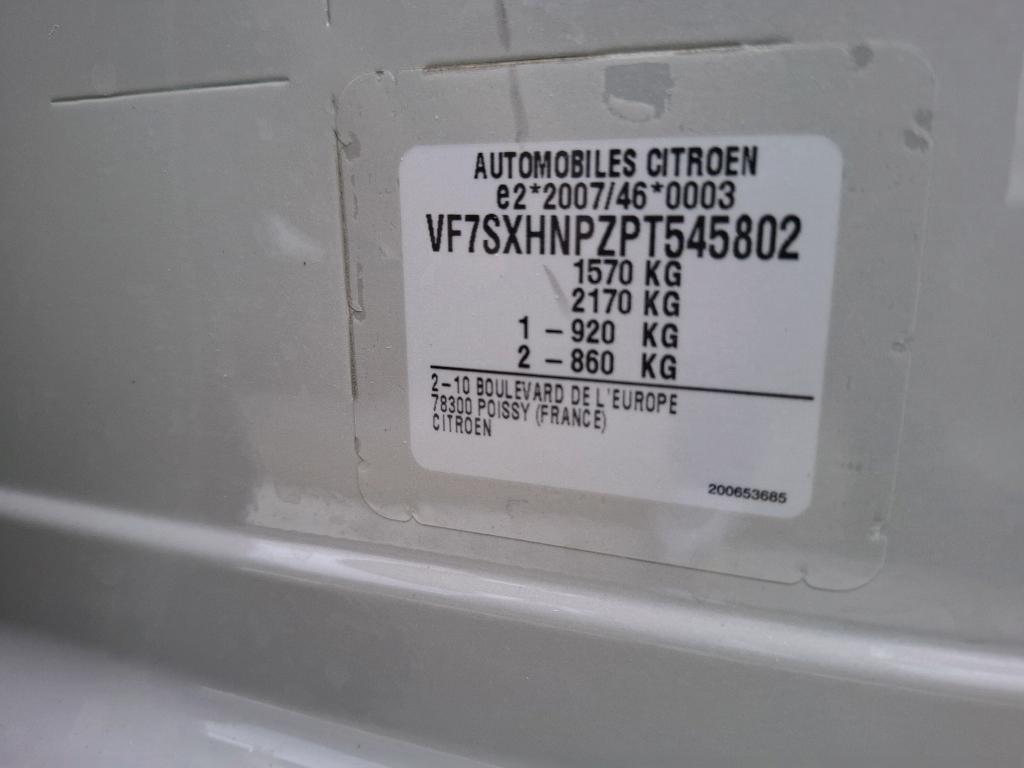 AUTOMOBILES CITROEN
e2*2007/46*0003
VF7SXHNPZPT545802
1570 KG
2170 KG
1 – 920 KG
2 – 860 KG
2–10 BOULEVARD DE L'EUROPE
78300 POISSY (FRANCE)
CITROEN
200653685